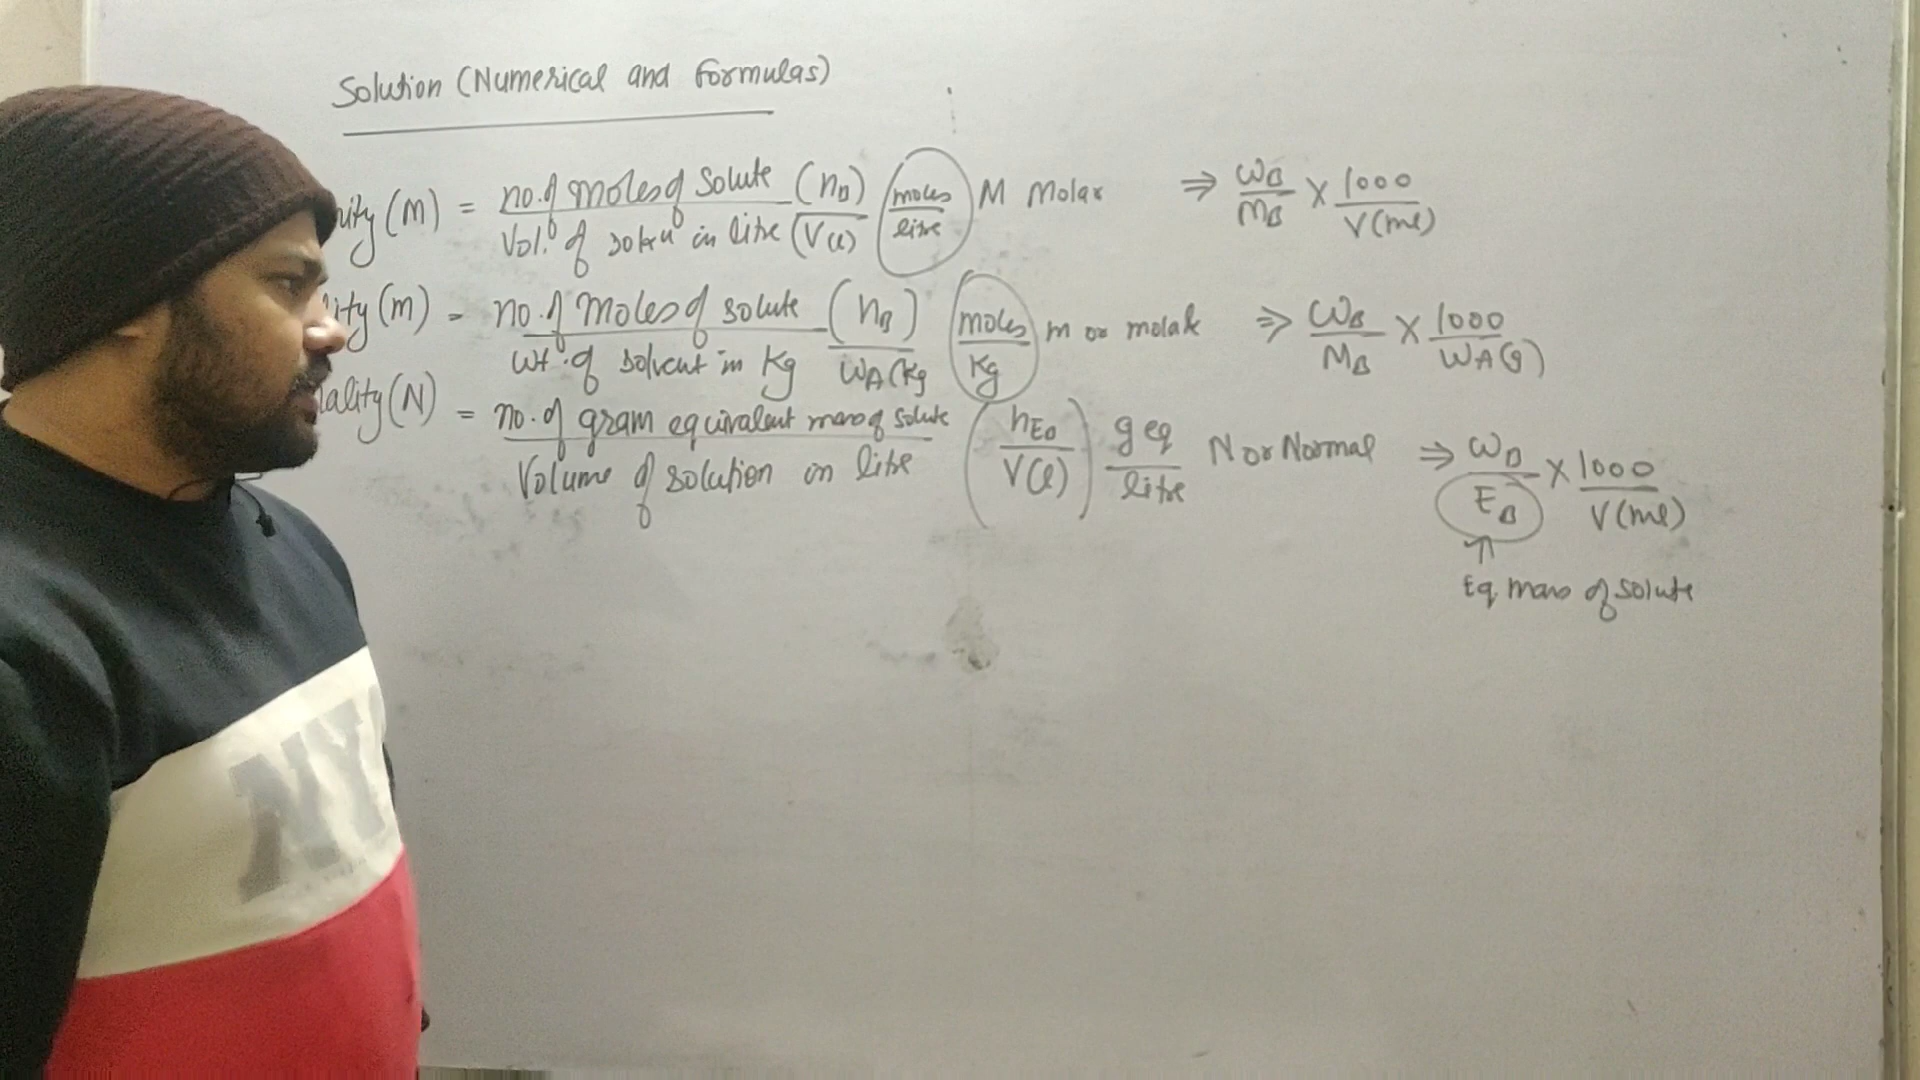 Solution (Numerical and formulas)
rity (M) = no. of moles of solute (nB) / Vol. of solun in litre (V(l)) (moles/litre) M Molar ⇒ WB/MB × 1000/V(ml)
lity (m) = no. of moles of solute (nB) / Wt. of solvent in Kg WA(Kg (moles/Kg) m or molal ⇒ WB/MB × 1000/WA(g)
ality (N) = no. of gram equivalent mass of solute / Volume of solution in litre (nEB/V(l)) g eq/litre N or Normal ⇒ WB/EB × 1000/V(ml)
↑
Eq. mass of solute
NY